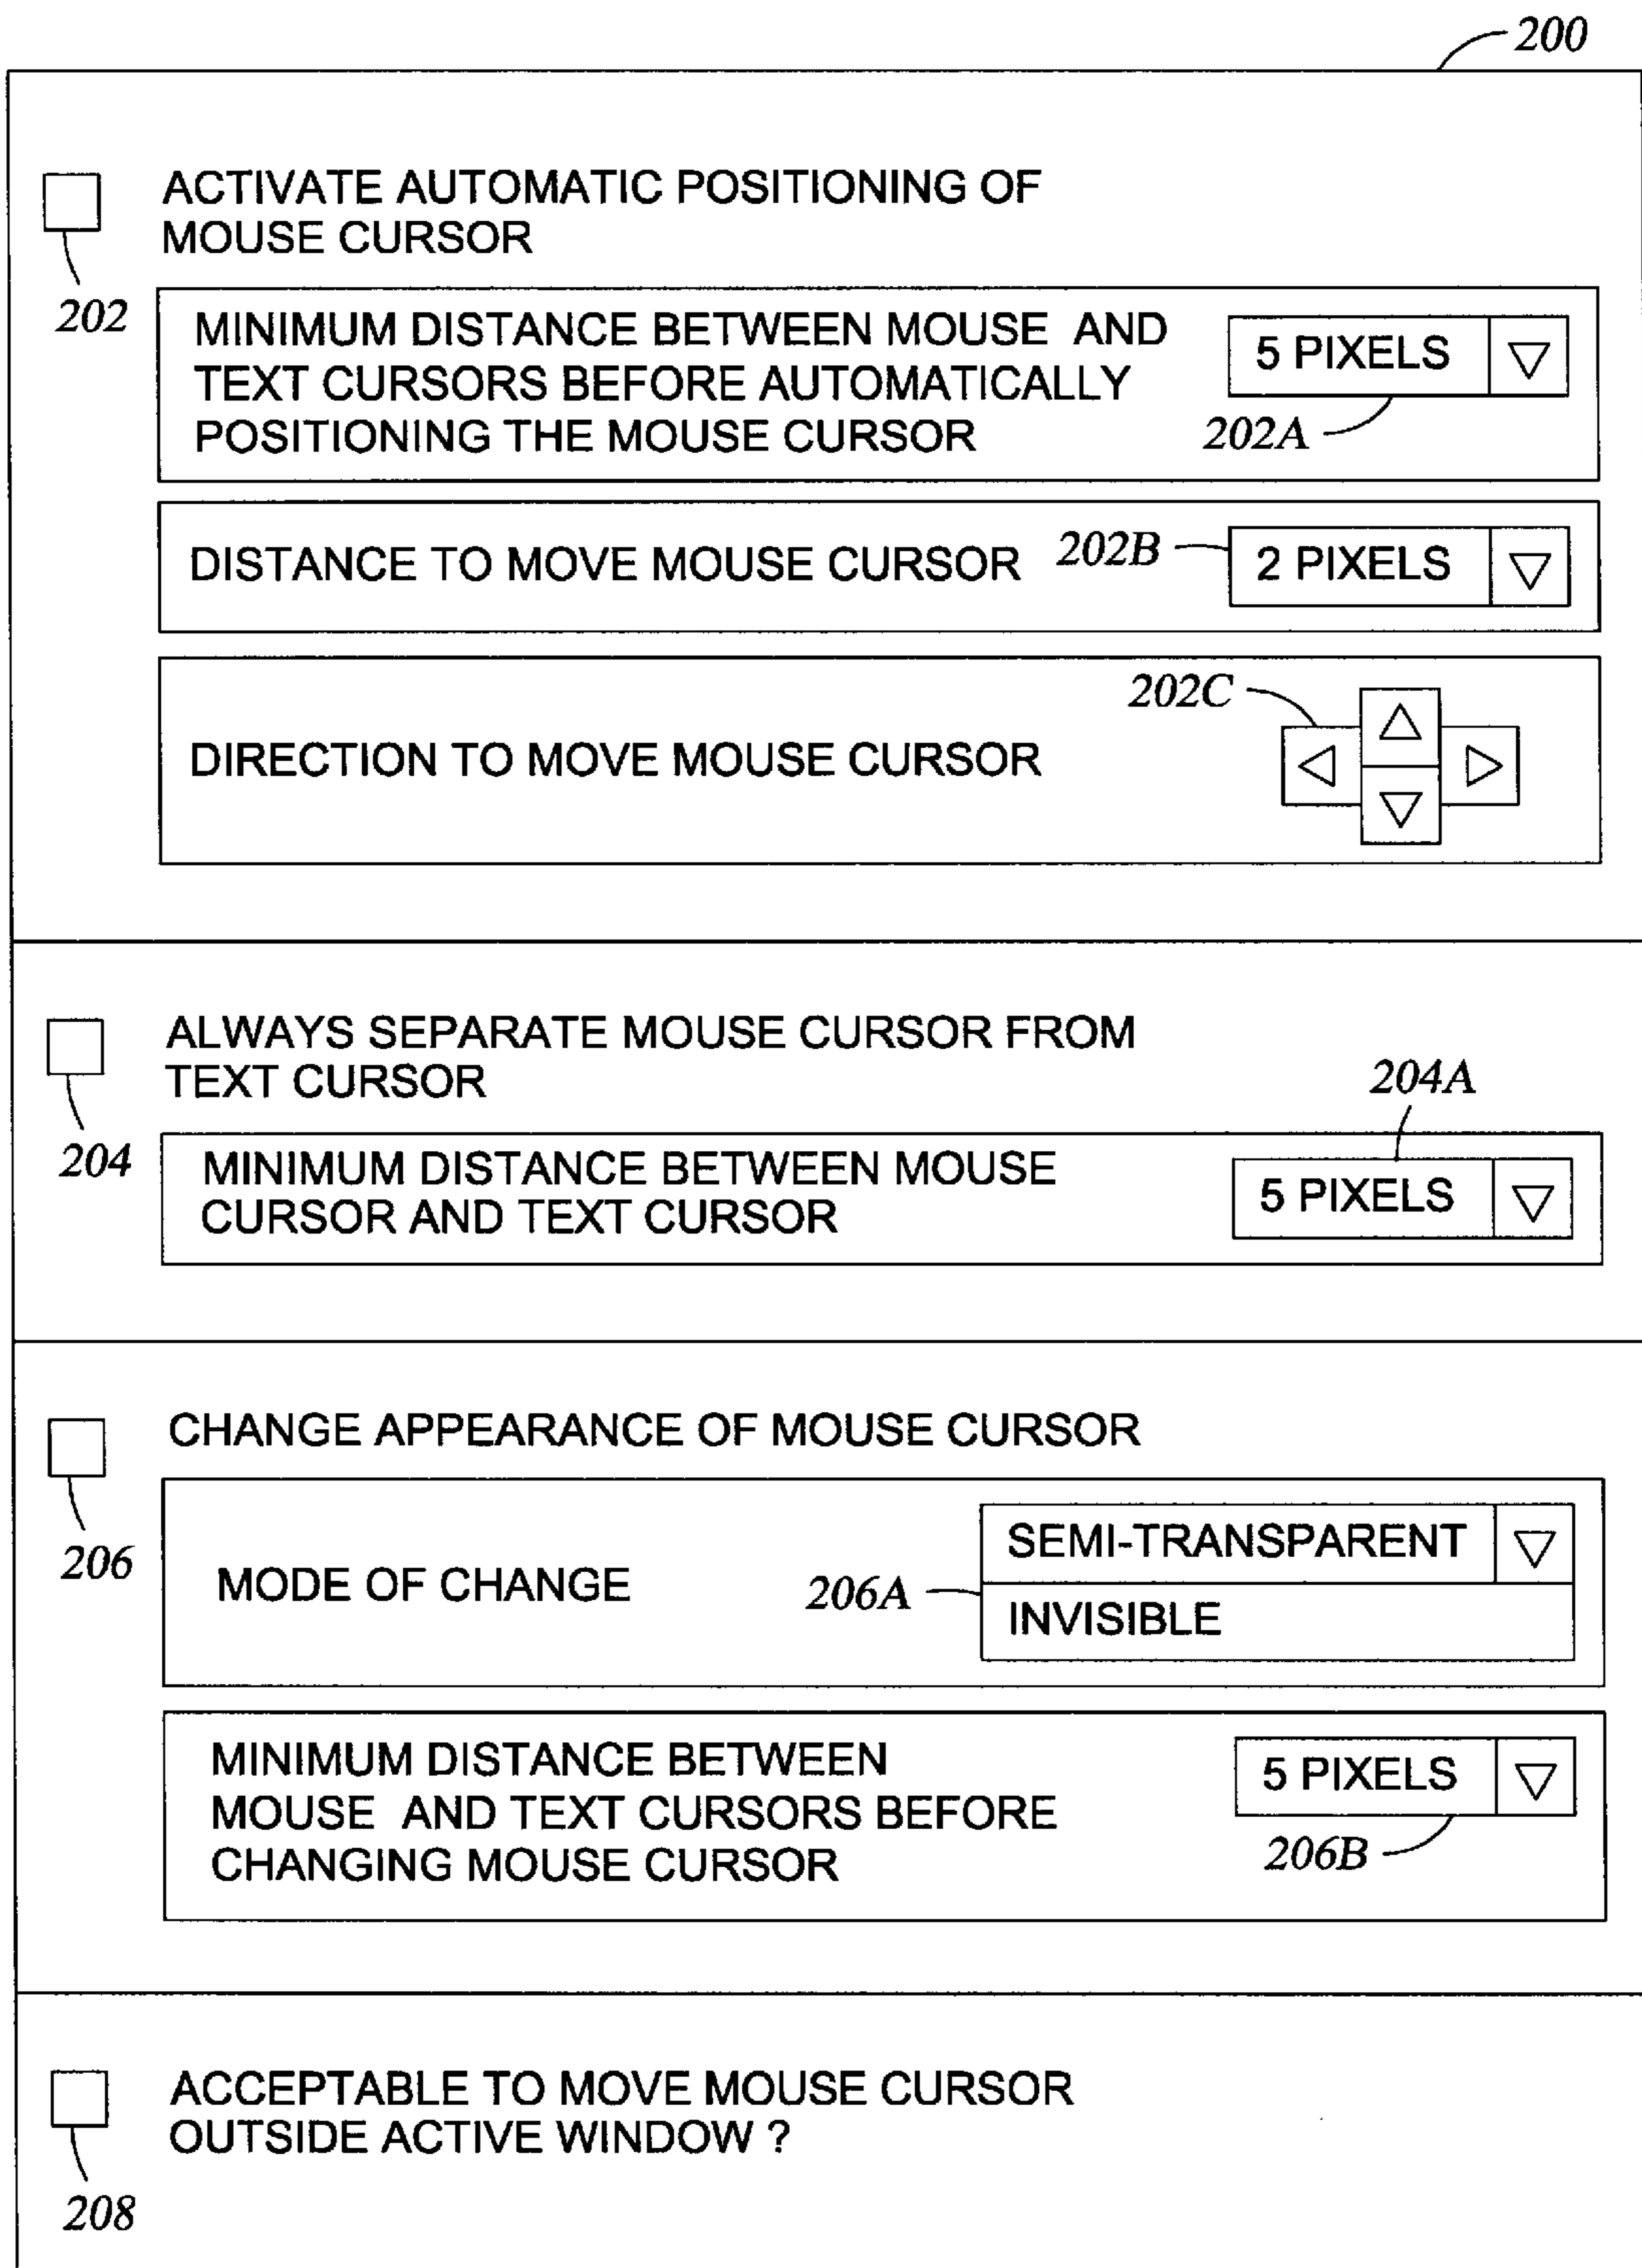 200
ACTIVATE AUTOMATIC POSITIONING OF
MOUSE CURSOR
202
MINIMUM DISTANCE BETWEEN MOUSE AND
TEXT CURSORS BEFORE AUTOMATICALLY
POSITIONING THE MOUSE CURSOR
5 PIXELS
202A
DISTANCE TO MOVE MOUSE CURSOR
202B
2 PIXELS
DIRECTION TO MOVE MOUSE CURSOR
202C
ALWAYS SEPARATE MOUSE CURSOR FROM
TEXT CURSOR
204
204A
MINIMUM DISTANCE BETWEEN MOUSE
CURSOR AND TEXT CURSOR
5 PIXELS
CHANGE APPEARANCE OF MOUSE CURSOR
206
MODE OF CHANGE
206A
SEMI-TRANSPARENT
INVISIBLE
MINIMUM DISTANCE BETWEEN
MOUSE AND TEXT CURSORS BEFORE
CHANGING MOUSE CURSOR
5 PIXELS
206B
ACCEPTABLE TO MOVE MOUSE CURSOR
OUTSIDE ACTIVE WINDOW ?
208